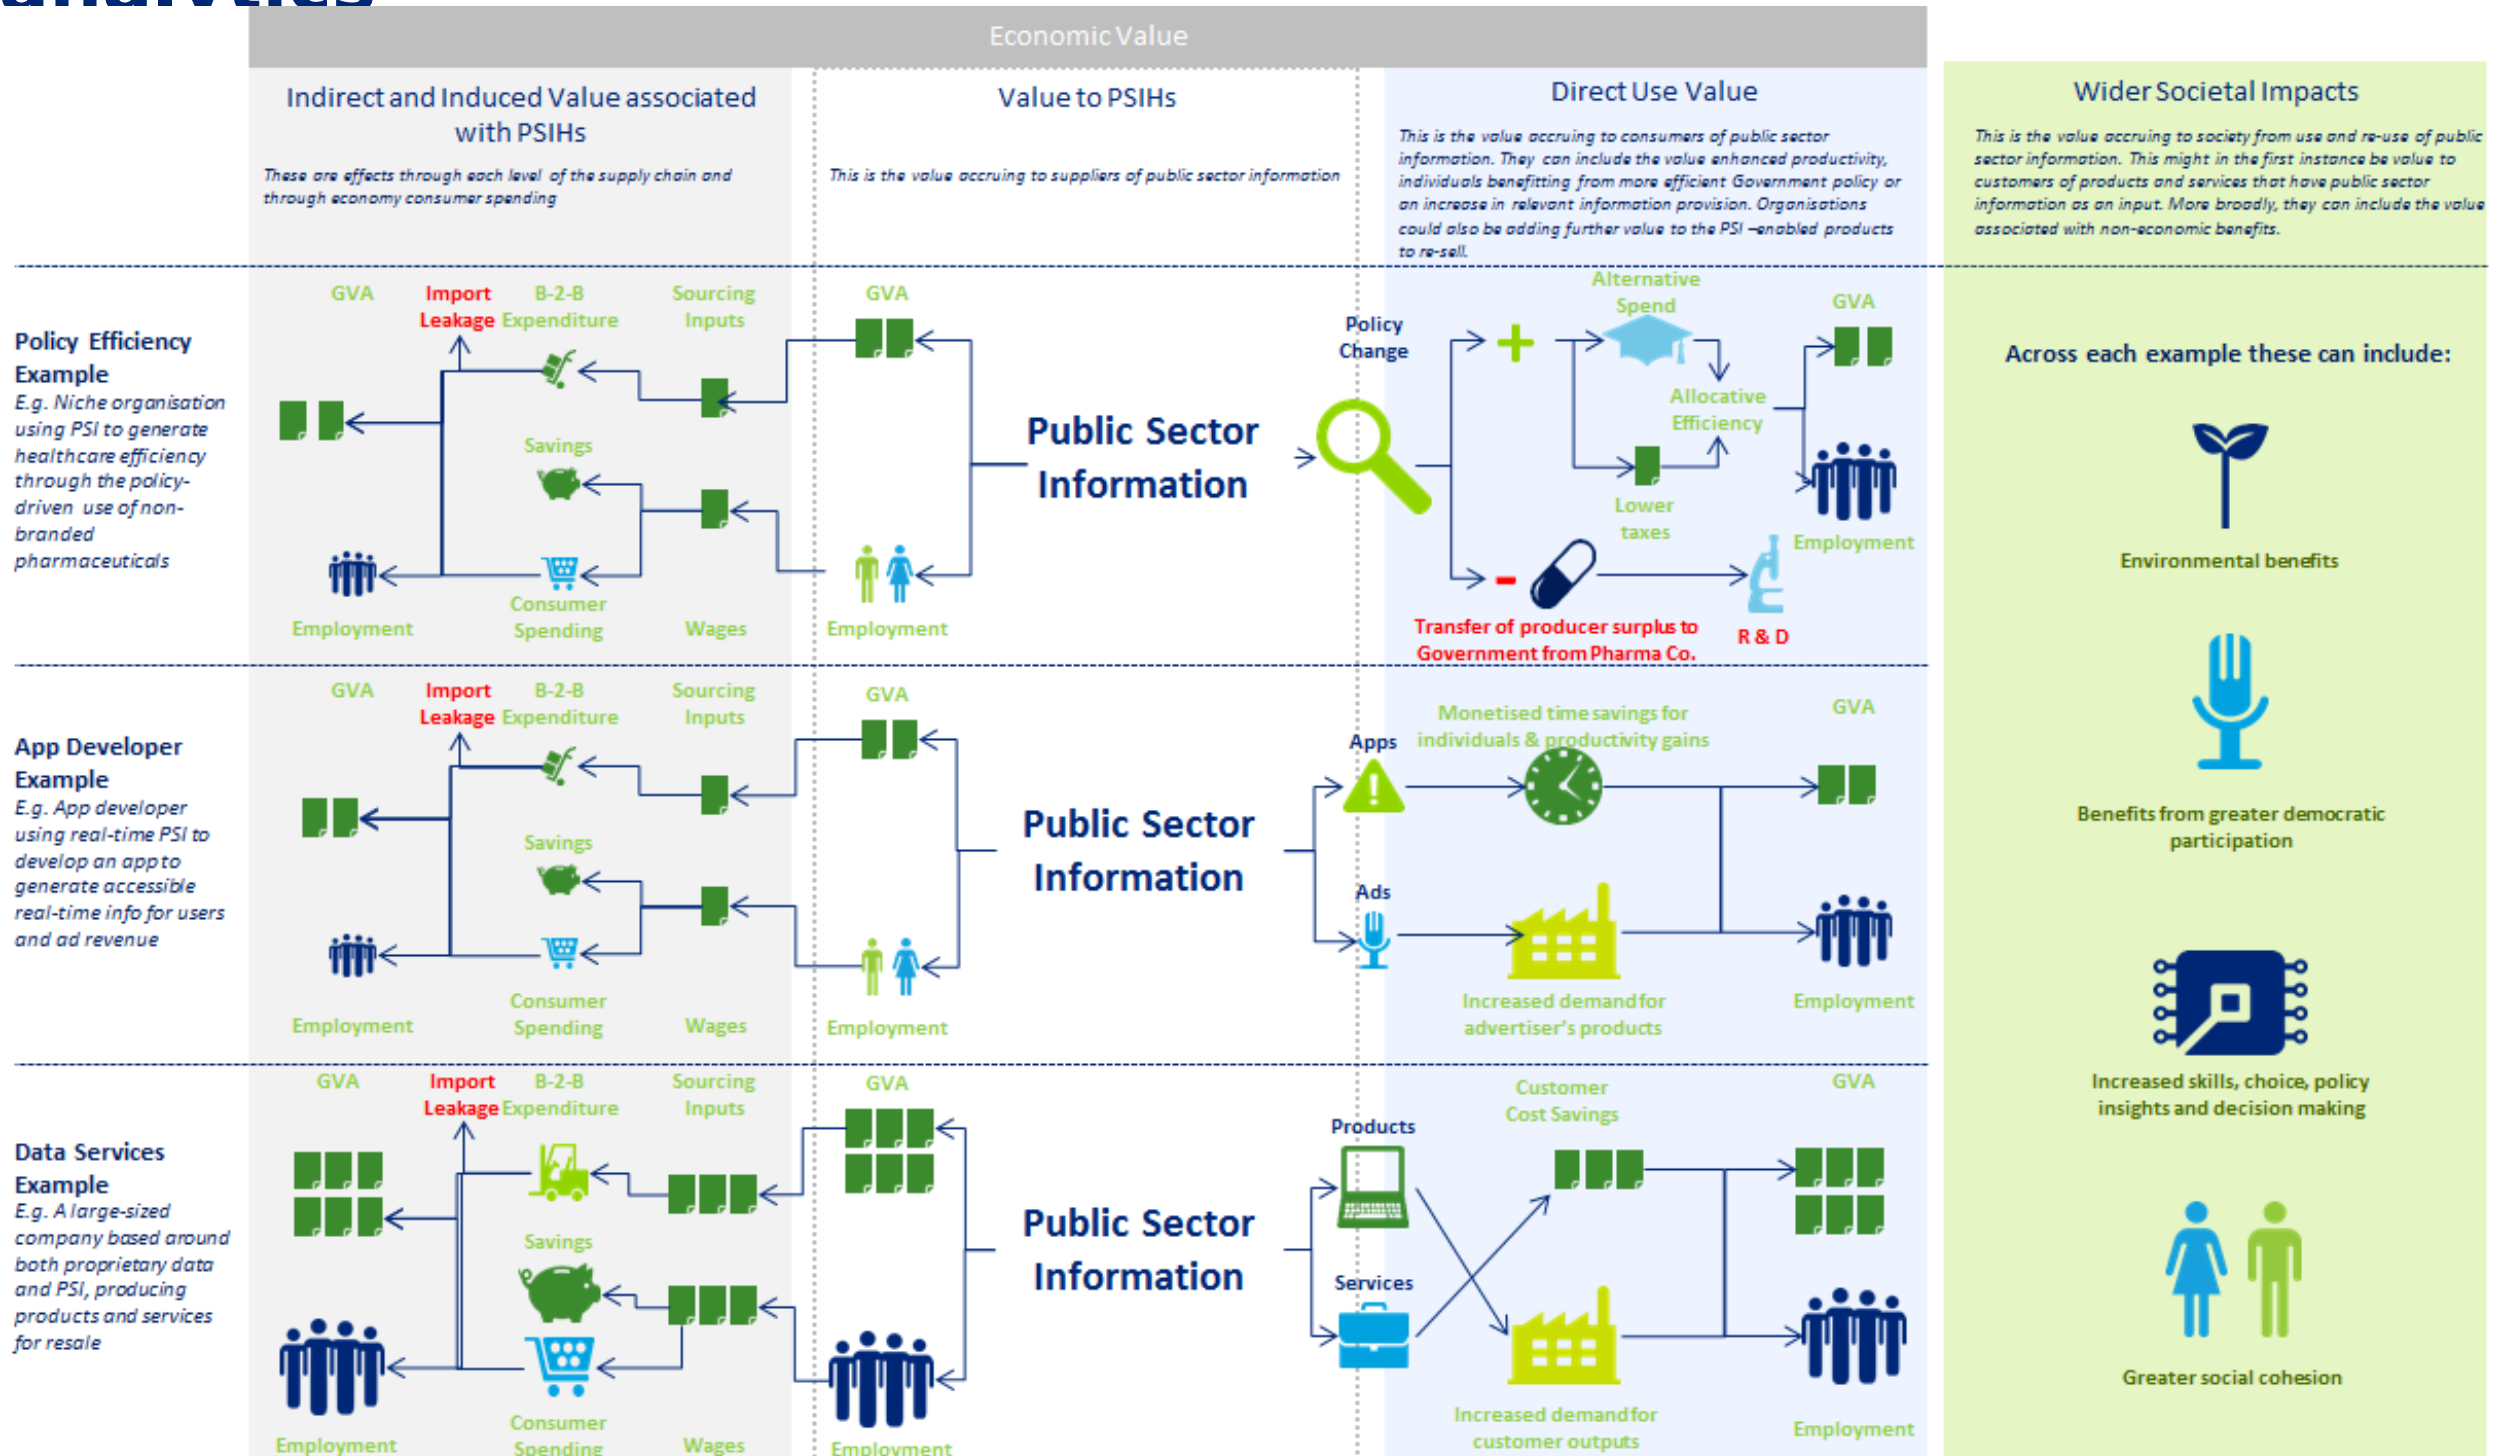 analytics
Economic Value
Indirect and Induced Value associated
with PSIHs
These are effects through each level of the supply chain and
through economy consumer spending
Value to PSIHs
This is the value accruing to suppliers of public sector information
Direct Use Value
This is the value accruing to consumers of public sector
information. They can include the value enhanced productivity,
individuals benefitting from more efficient Government policy or
an increase in relevant information provision. Organisations
could also be adding further value to the PSI –enabled products
to re-sell.
Wider Societal Impacts
This is the value accruing to society from use and re-use of public
sector information. This might in the first instance be value to
customers of products and services that have public sector
information as an input. More broadly, they can include the value
associated with non-economic benefits.
Policy Efficiency
Example
E.g. Niche organisation
using PSI to generate
healthcare efficiency
through the policy-
driven use of non-
branded
pharmaceuticals
GVA
Import
Leakage
B-2-B
Expenditure
Sourcing
Inputs
Savings
Employment
Consumer
Spending
Wages
GVA
Employment
Public Sector
Information
Policy
Change
Alternative
Spend
Allocative
Efficiency
Lower
taxes
GVA
Employment
Transfer of producer surplus to
Government from Pharma Co.
R & D
App Developer
Example
E.g. App developer
using real-time PSI to
develop an app to
generate accessible
real-time info for users
and ad revenue
GVA
Import
Leakage
B-2-B
Expenditure
Sourcing
Inputs
Savings
Employment
Consumer
Spending
Wages
GVA
Employment
Public Sector
Information
Apps
Ads
Monetised time savings for
individuals & productivity gains
Increased demand for
advertiser's products
GVA
Employment
Data Services
Example
E.g. A large-sized
company based around
both proprietary data
and PSI, producing
products and services
for resale
GVA
Import
Leakage
B-2-B
Expenditure
Sourcing
Inputs
Savings
Employment
Consumer
Spending
Wages
GVA
Employment
Public Sector
Information
Products
Services
Customer
Cost Savings
Increased demand for
customer outputs
GVA
Employment
Across each example these can include:
Environmental benefits
Benefits from greater democratic
participation
Increased skills, choice, policy
insights and decision making
Greater social cohesion